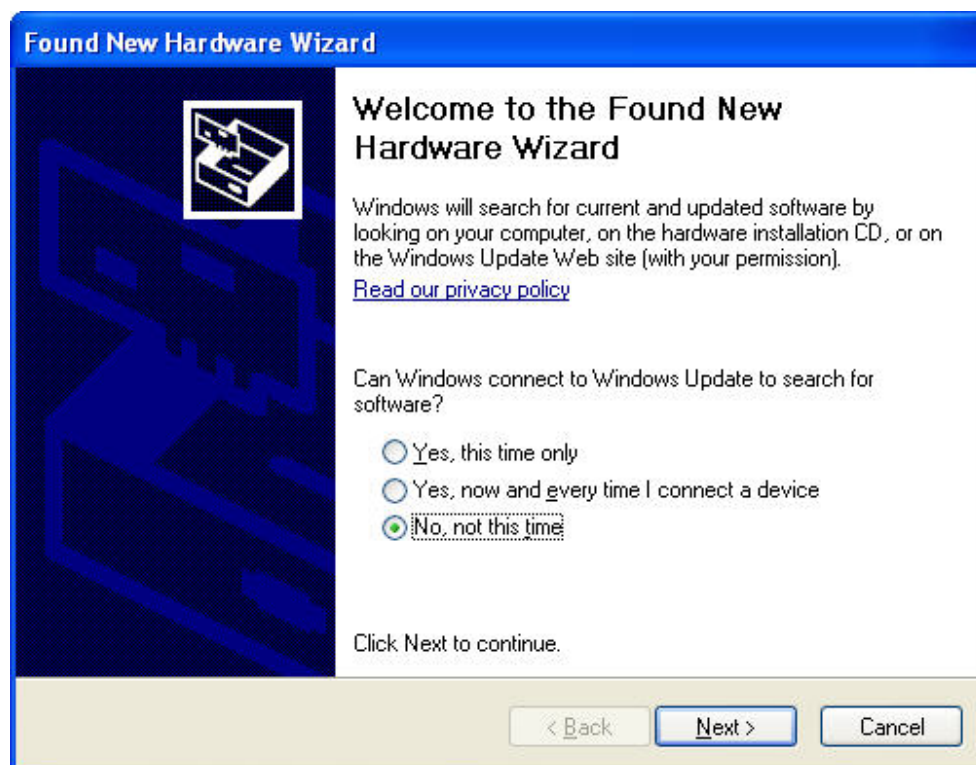 Found New Hardware Wizard
Welcome to the Found New
Hardware Wizard
Windows will search for current and updated software by
looking on your computer, on the hardware installation CD, or on
the Windows Update Web site (with your permission).
Read our privacy policy
Can Windows connect to Windows Update to search for
software?
Yes, this time only
Yes, now and every time I connect a device
No, not this time
Click Next to continue.
< Back
Next >
Cancel